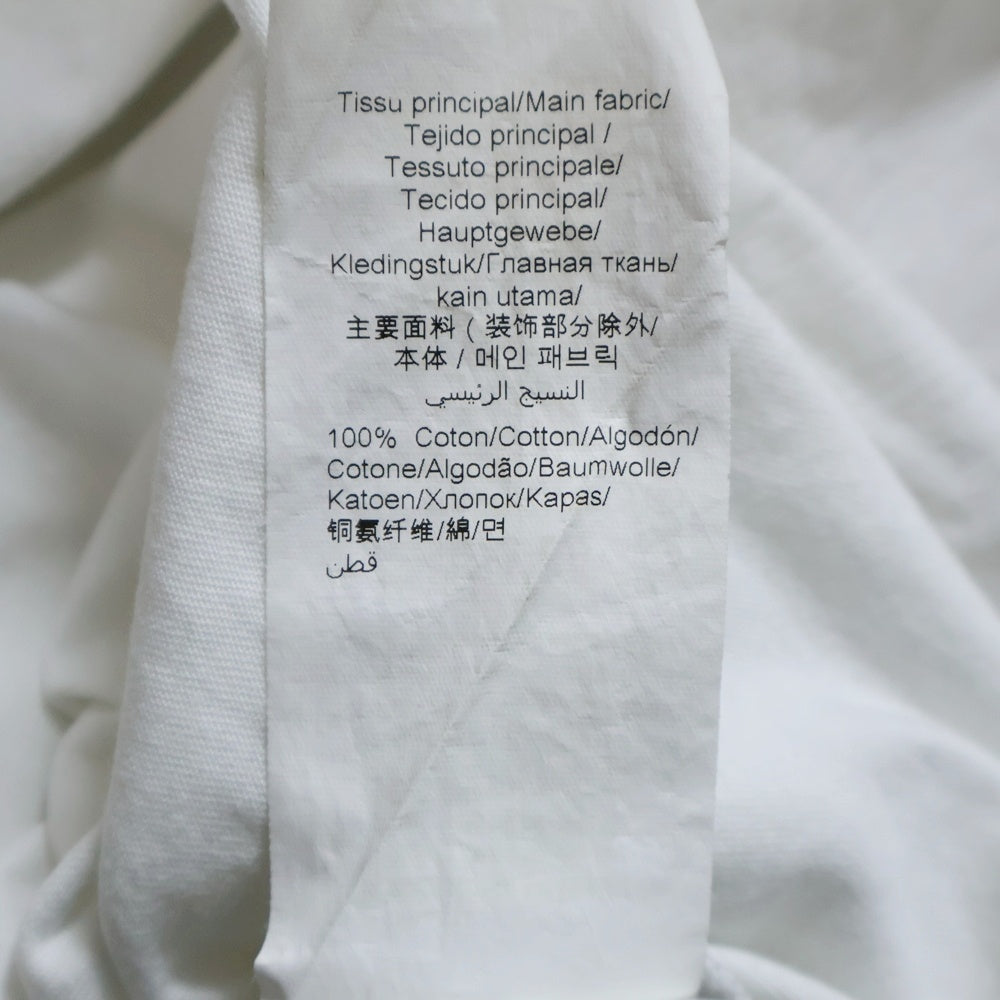 Tissu principal/Main fabric/
Tejido principal /
Tessuto principale/
Tecido principal/
Hauptgewebe/
Kledingstuk/Главная ткань/
kain utama/
主要面料 ( 装饰部分除外/
本体 / 메인 패브릭
النسيج الرئيسي
100% Coton/Cotton/Algodón/
Cotone/Algodão/Baumwolle/
Katoen/Хлопок/Kapas/
铜氨纤维/綿/면
قطن